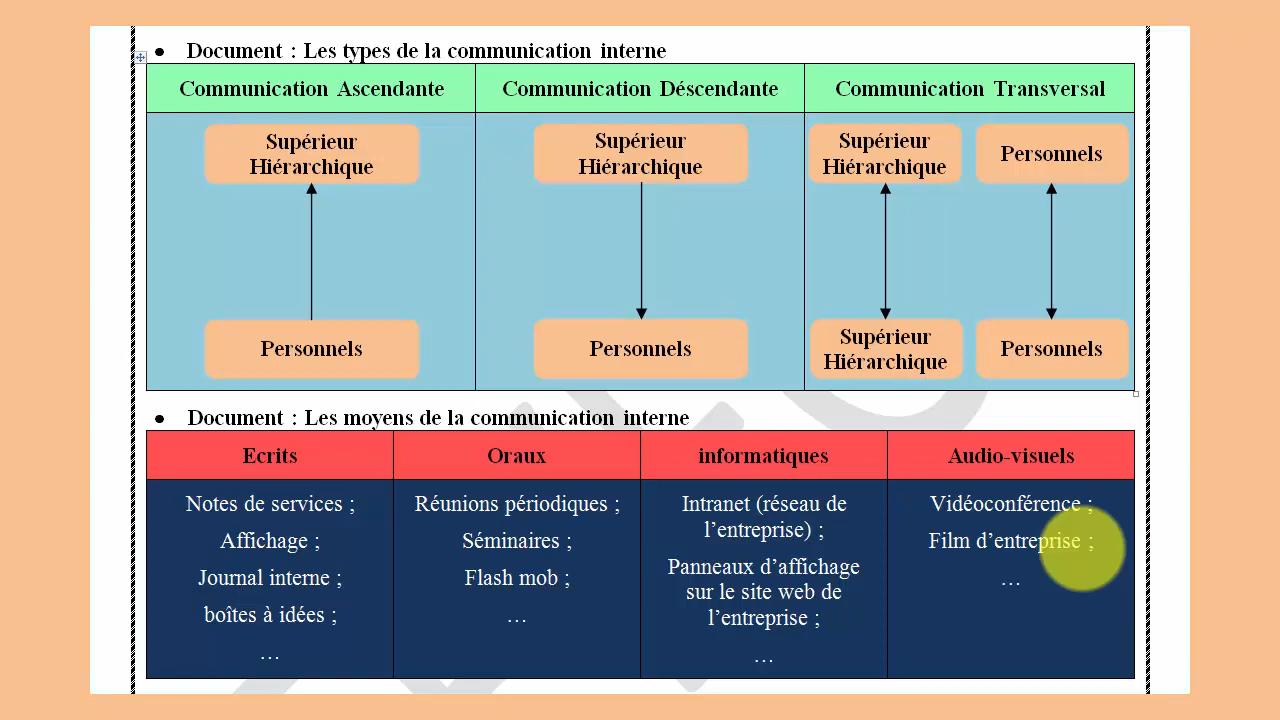 • Document : Les types de la communication interne
Communication Ascendante
Communication Déscendante
Communication Transversal
Supérieur
Hiérarchique
Personnels
Supérieur
Hiérarchique
Personnels
Supérieur
Hiérarchique
Personnels
Supérieur
Hiérarchique
Personnels
• Document : Les moyens de la communication interne
Ecrits
Oraux
informatiques
Audio-visuels
Notes de services ;
Affichage ;
Journal interne ;
boîtes à idées ;
…
Réunions périodiques ;
Séminaires ;
Flash mob ;
…
Intranet (réseau de
l’entreprise) ;
Panneaux d’affichage
sur le site web de
l’entreprise ;
…
Vidéoconférence ;
Film d’entreprise ;
…